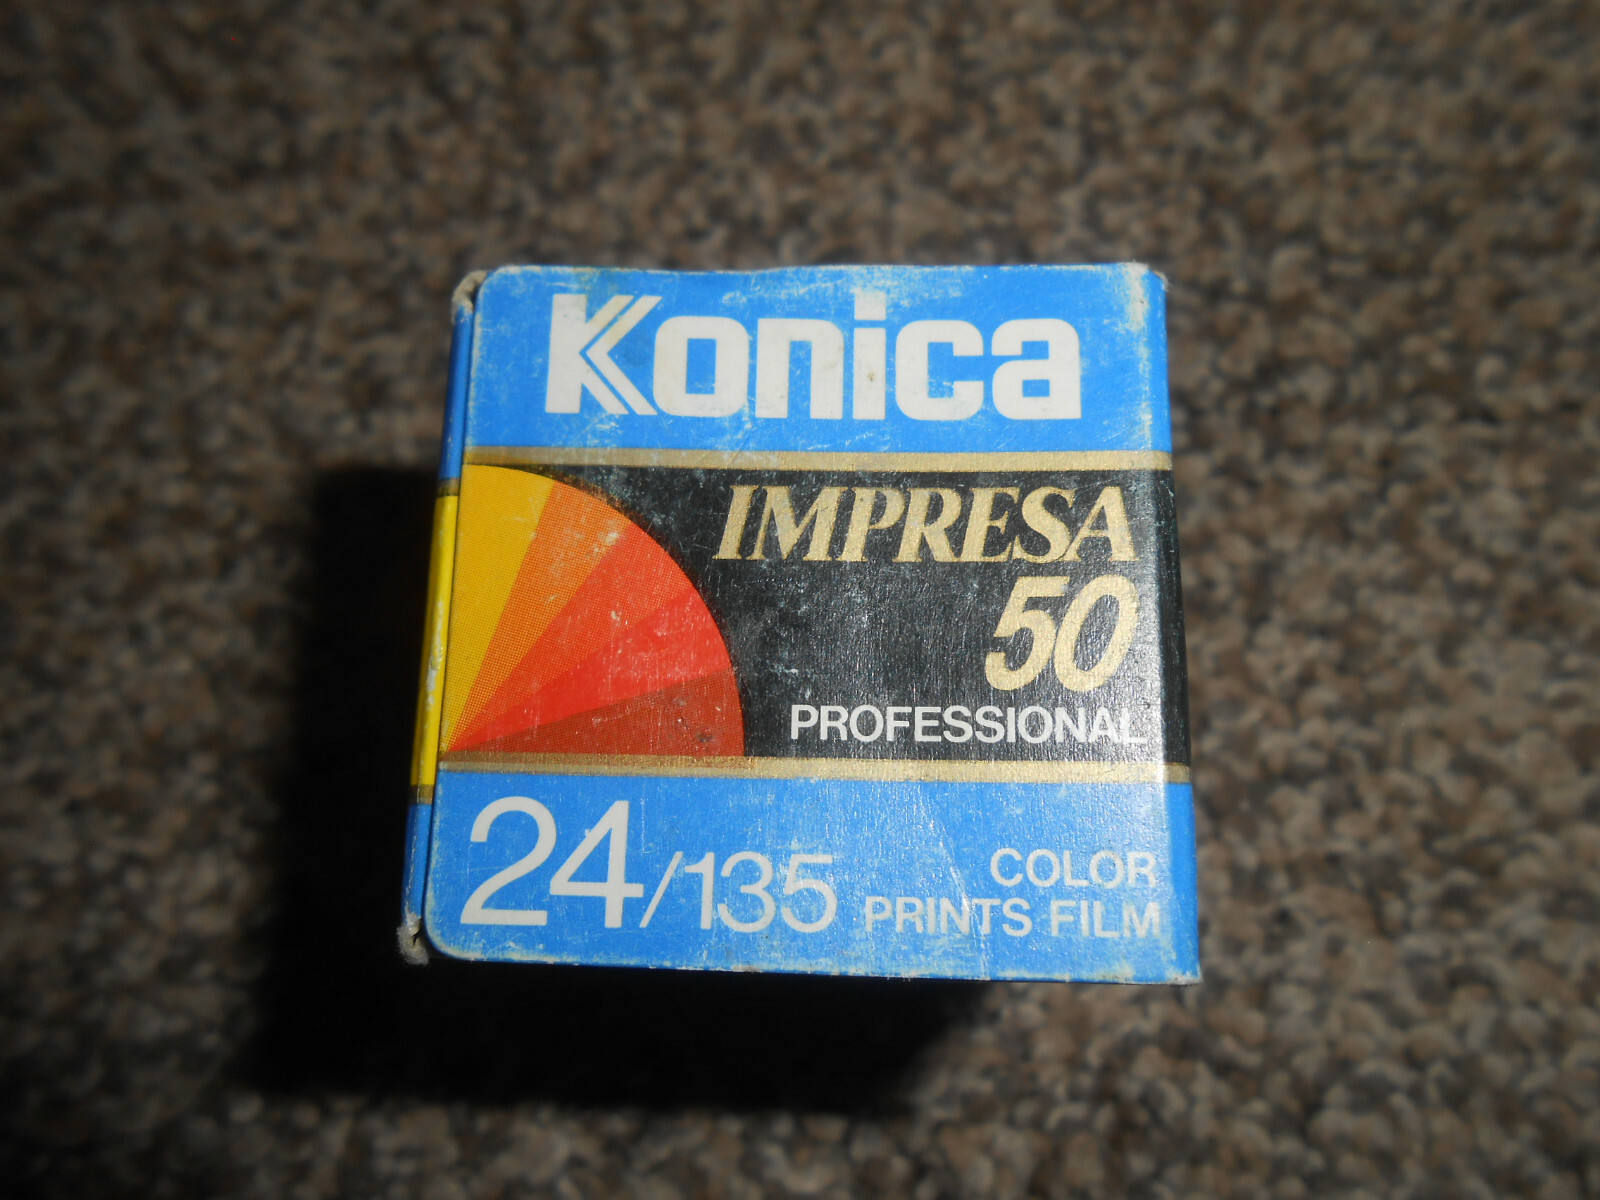 Konica
IMPRESA
50
PROFESSIONAL
24/135
COLOR
PRINTS FILM